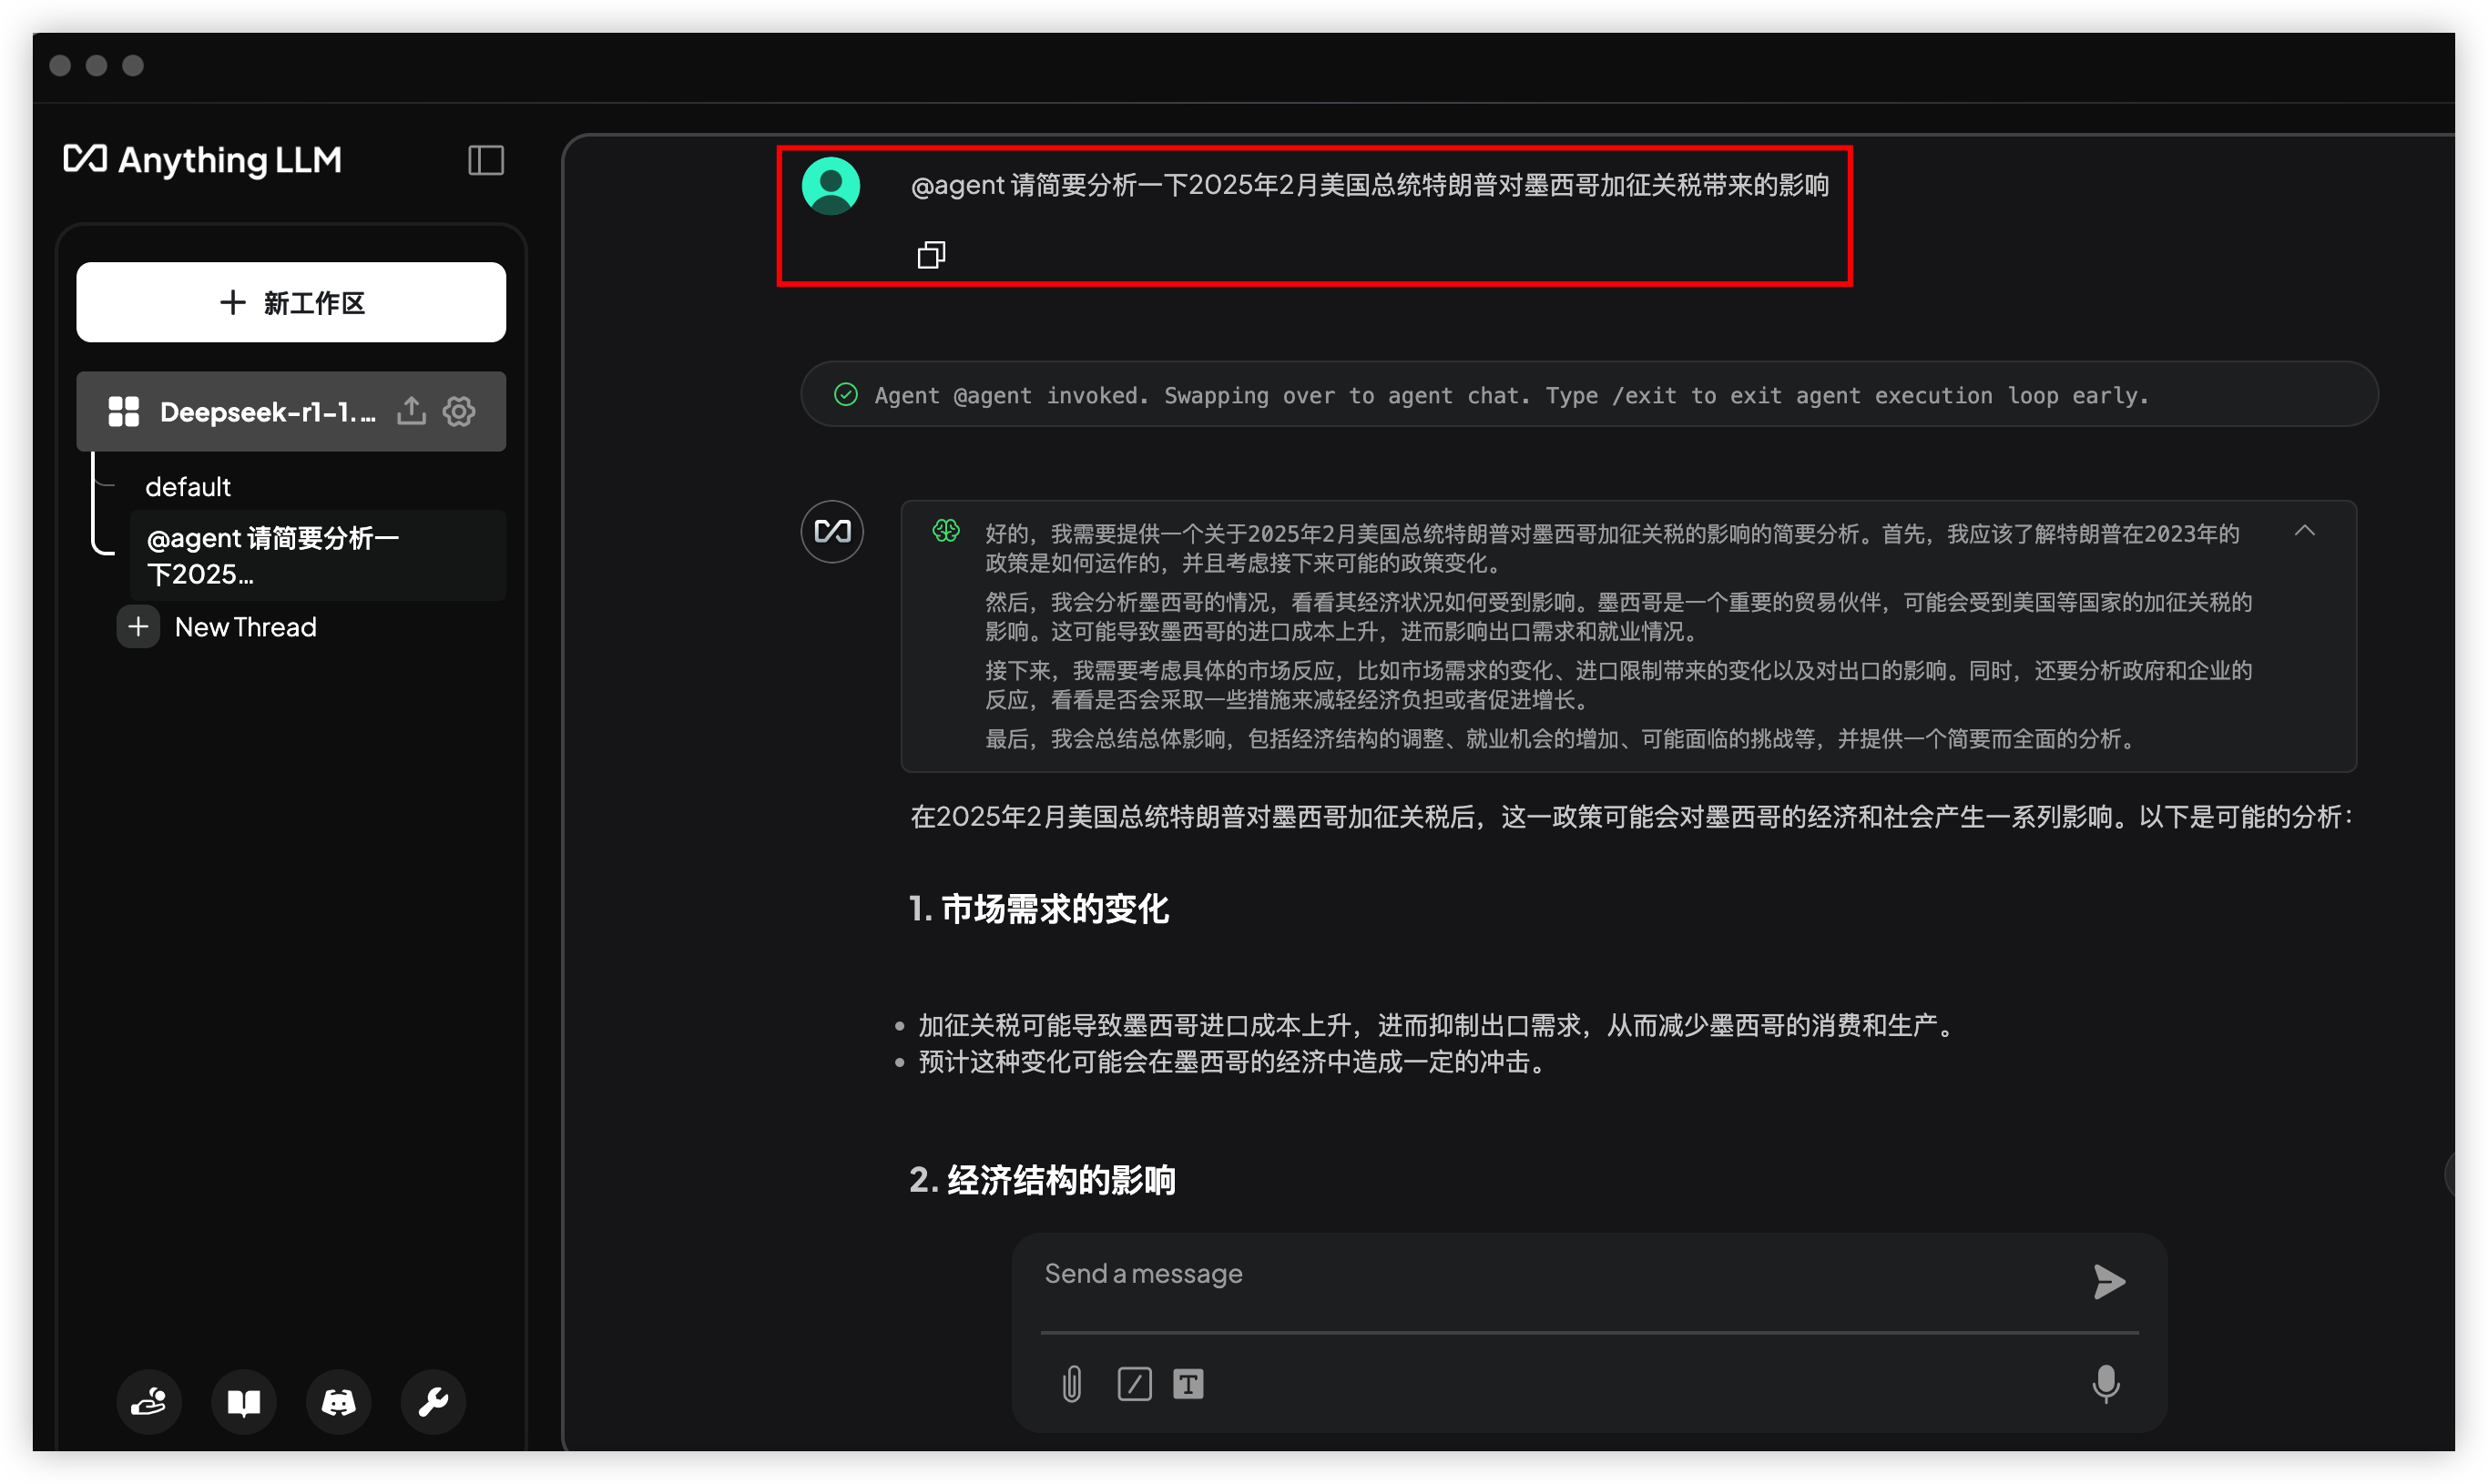 Anything LLM
新工作区
Deepseek-r1-1....
default
@agent 请简要分析一
下2025...
New Thread
@agent 请简要分析一下2025年2月美国总统特朗普对墨西哥加征关税带来的影响
Agent @agent invoked. Swapping over to agent chat. Type /exit to exit agent execution loop early.
好的，我需要提供一个关于2025年2月美国总统特朗普对墨西哥加征关税的影响的简要分析。首先，我应该了解特朗普在2023年的
政策是如何运作的，并且考虑接下来可能的政策变化。
然后，我会分析墨西哥的情况，看看其经济状况如何受到影响。墨西哥是一个重要的贸易伙伴，可能会受到美国等国家的加征关税的
影响。这可能导致墨西哥的进口成本上升，进而影响出口需求和就业情况。
接下来，我需要考虑具体的市场反应，比如市场需求的变化、进口限制带来的变化以及对出口的影响。同时，还要分析政府和企业的
反应，看看是否会采取一些措施来减轻经济负担或者促进增长。
最后，我会总结总体影响，包括经济结构的调整、就业机会的增加、可能面临的挑战等，并提供一个简要而全面的分析。
在2025年2月美国总统特朗普对墨西哥加征关税后，这一政策可能会对墨西哥的经济和社会产生一系列影响。以下是可能的分析：
1. 市场需求的变化
• 加征关税可能导致墨西哥进口成本上升，进而抑制出口需求，从而减少墨西哥的消费和生产。
• 预计这种变化可能会在墨西哥的经济中造成一定的冲击。
2. 经济结构的影响
Send a message